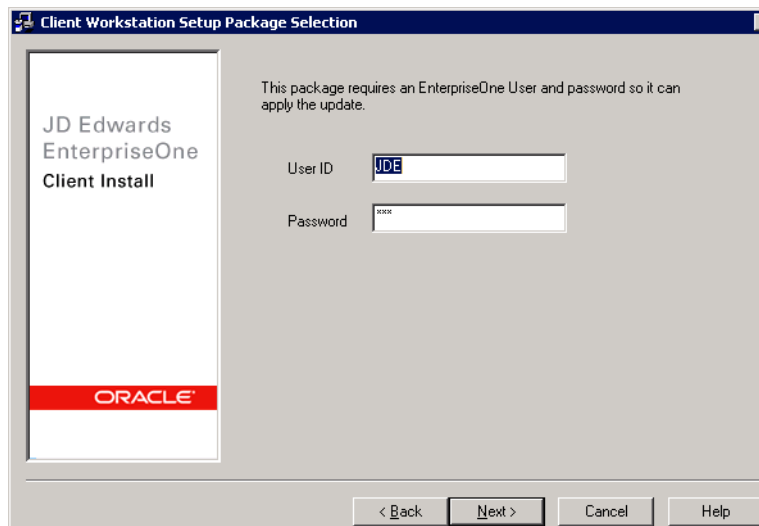 Client Workstation Setup Package Selection
JD Edwards
EnterpriseOne
Client Install
ORACLE
This package requires an EnterpriseOne User and password so it can
apply the update.
User ID
JDE
Password
***
< Back
Next >
Cancel
Help